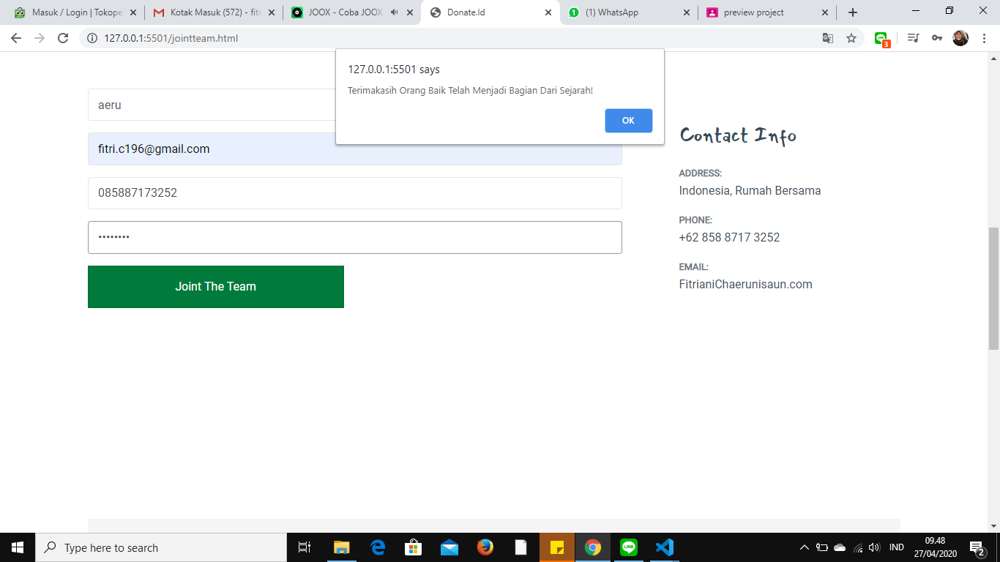 Masuk / Login | Tokope
Kotak Masuk (572) - fitr
JOOX - Coba JOOX
Donate.Id
(1) WhatsApp
preview project
127.0.0.1:5501/jointteam.html
3
127.0.0.1:5501 says
Terimakasih Orang Baik Telah Menjadi Bagian Dari Sejarah!
OK
aeru
fitri.c196@gmail.com
085887173252
••••••••
Joint The Team
Contact Info
ADDRESS:
Indonesia, Rumah Bersama
PHONE:
+62 858 8717 3252
EMAIL:
FitrianiChaerunisaun.com
Type here to search
IND
09.48
27/04/2020
2